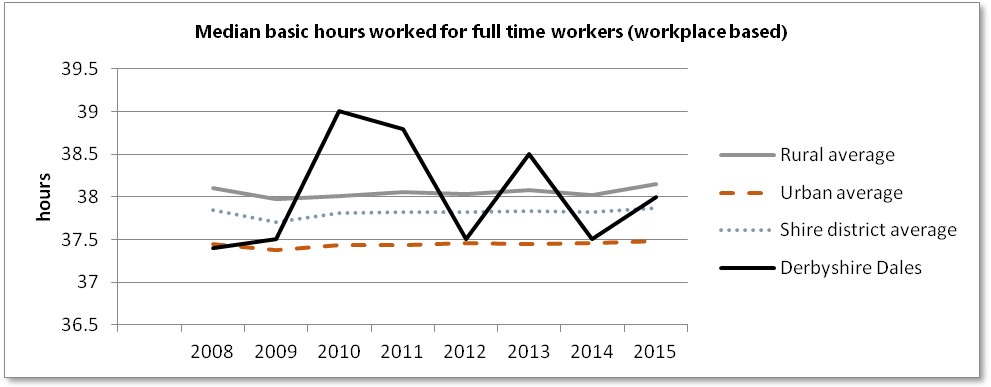 Median basic hours worked for full time workers (workplace based)
39.5
39
38.5
38
37.5
37
36.5
hours
2008 2009 2010 2011 2012 2013 2014 2015
Rural average
Urban average
Shire district average
Derbyshire Dales